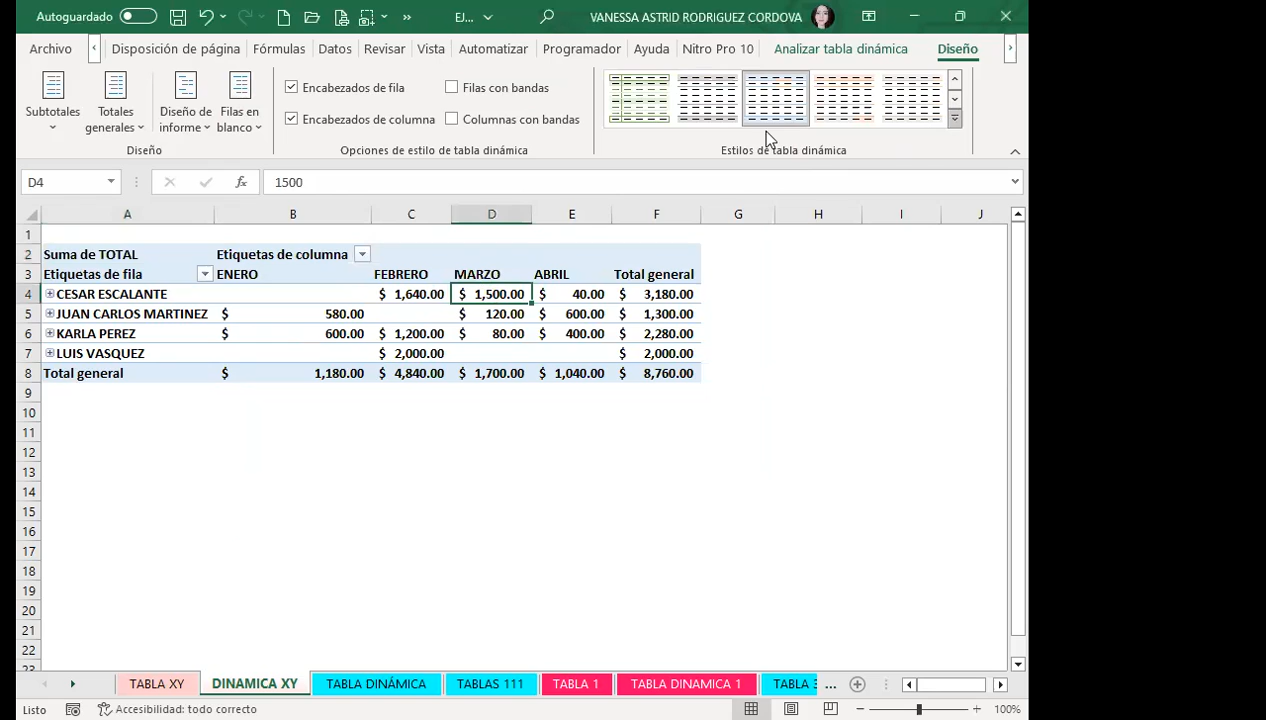 Autoguardado EJ... VANESSA ASTRID RODRIGUEZ CORDOVA
Archivo Disposición de página Fórmulas Datos Revisar Vista Automatizar Programador Ayuda Nitro Pro 10 Analizar tabla dinámica Diseño
Subtotales Totales generales Diseño de informe Filas en blanco
Encabezados de fila Filas con bandas
Encabezados de columna Columnas con bandas
Diseño Opciones de estilo de tabla dinámica Estilos de tabla dinámica
D4 fx 1500
A B C D E F G H I J
1
2 Suma de TOTAL Etiquetas de columna
3 Etiquetas de fila ENERO FEBRERO MARZO ABRIL Total general
4 CESAR ESCALANTE $ 1,640.00 $ 1,500.00 $ 40.00 $ 3,180.00
5 JUAN CARLOS MARTINEZ $ 580.00 $ 120.00 $ 600.00 $ 1,300.00
6 KARLA PEREZ $ 600.00 $ 1,200.00 $ 80.00 $ 400.00 $ 2,280.00
7 LUIS VASQUEZ $ 2,000.00 $ 2,000.00
8 Total general $ 1,180.00 $ 4,840.00 $ 1,700.00 $ 1,040.00 $ 8,760.00
9
10
11
12
13
14
15
16
17
18
19
20
21
22
23
TABLA XY DINAMICA XY TABLA DINÁMICA TABLAS 111 TABLA 1 TABLA DINAMICA 1 TABLA 3 ...
Listo Accesibilidad: todo correcto 100%